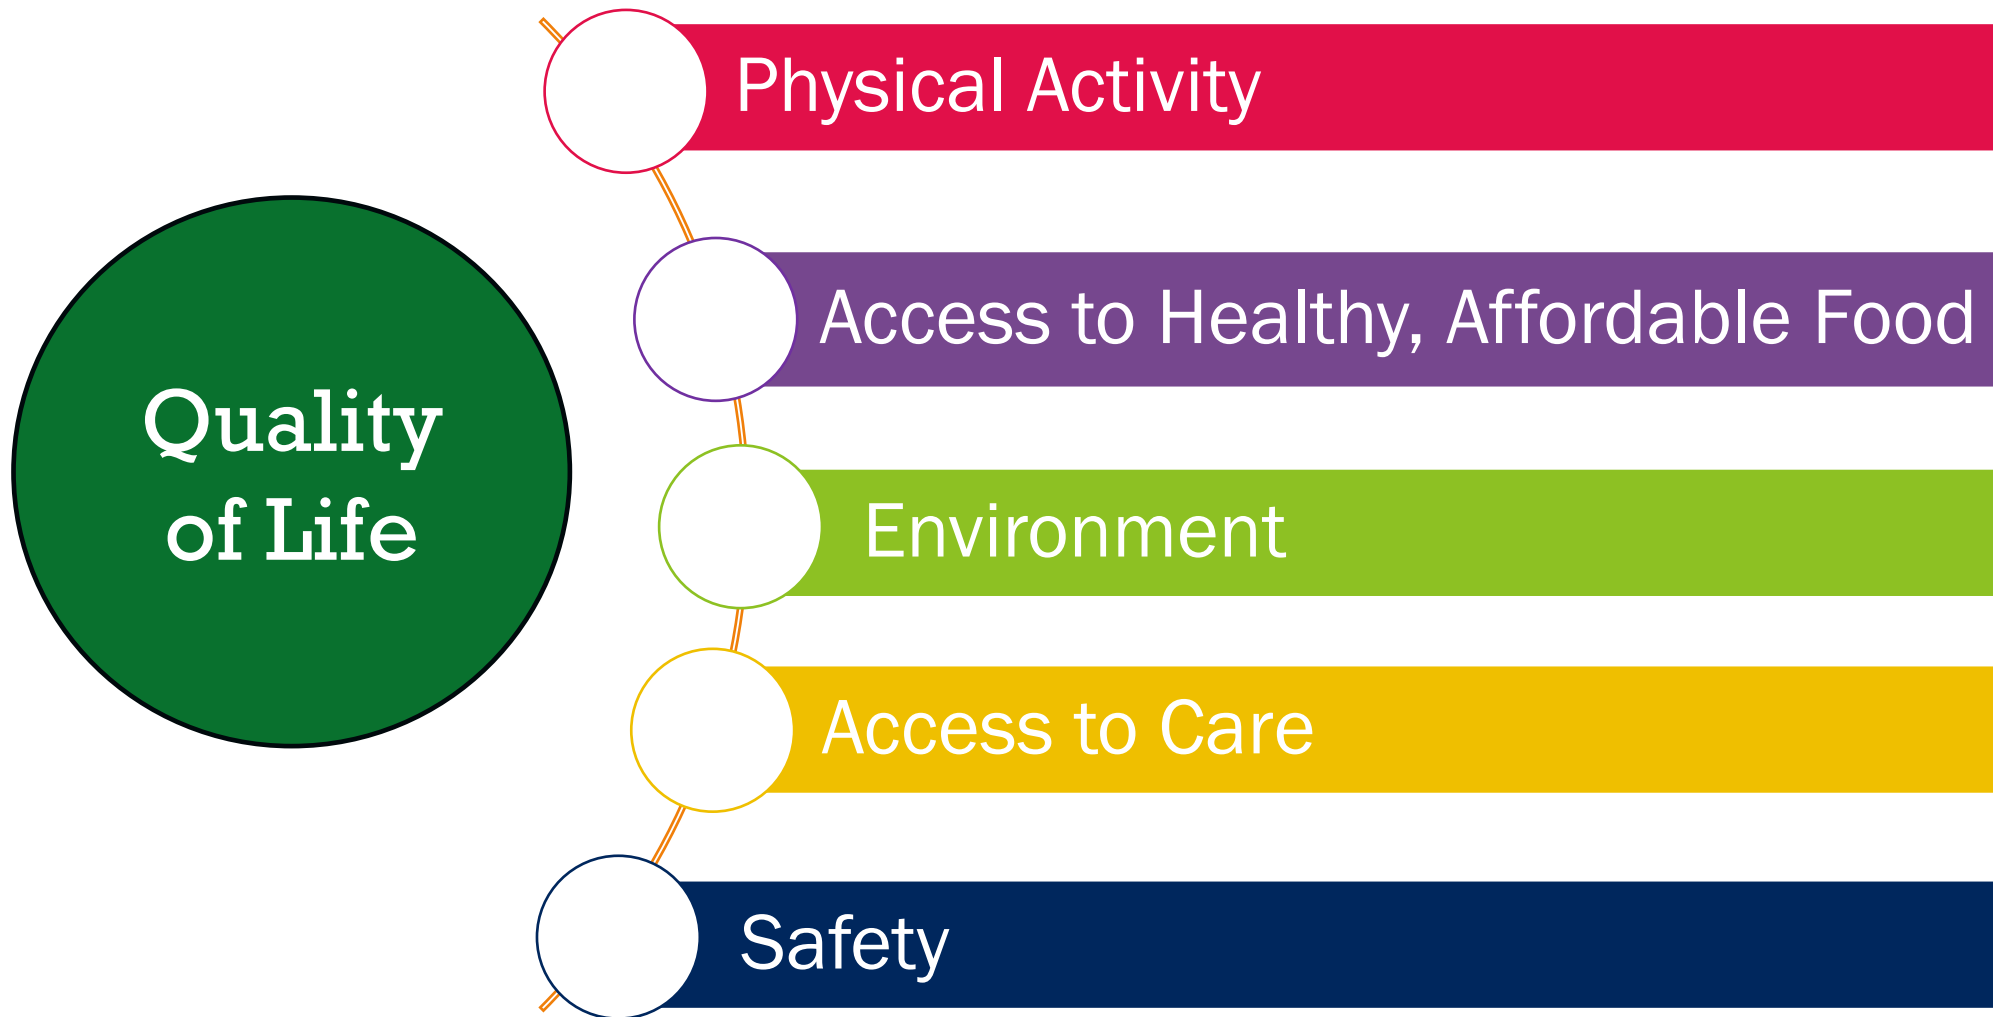 Quality
of Life
Physical Activity
Access to Healthy, Affordable Food
Environment
Access to Care
Safety